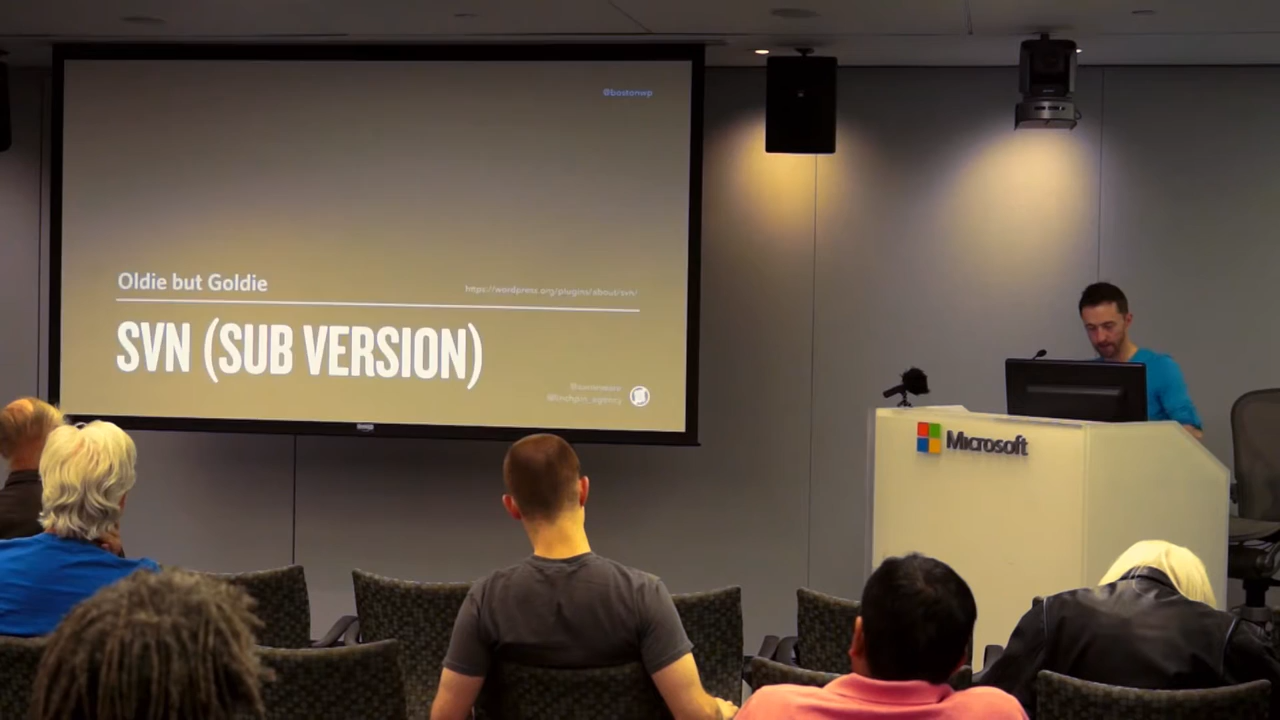 @bostonwp
Oldie but Goldie
https://wordpress.org/plugins/about/svn/
SVN (SUB VERSION)
Microsoft